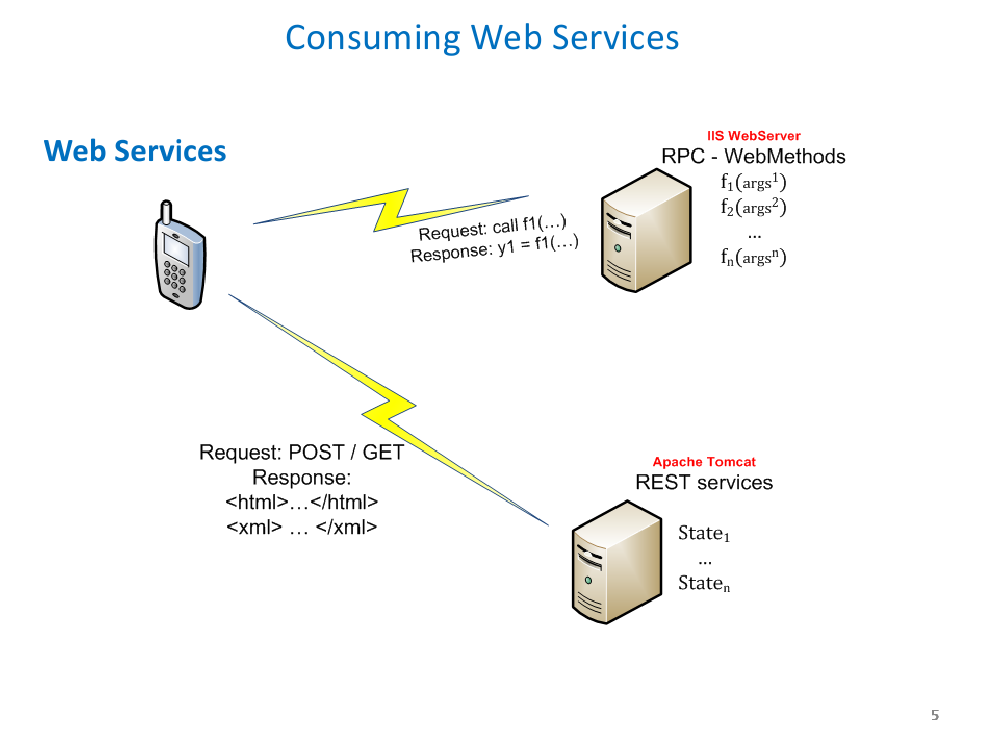 Consuming Web Services
Web Services
IIS WebServer
RPC - WebMethods
f₁(args¹)
f₂(args²)
...
fₙ(argsⁿ)
Request: call f1(...)
Response: y1 = f1(...)
Request: POST / GET
Response:
<html>...</html>
<xml> ... </xml>
Apache Tomcat
REST services
State₁
...
Stateₙ
5